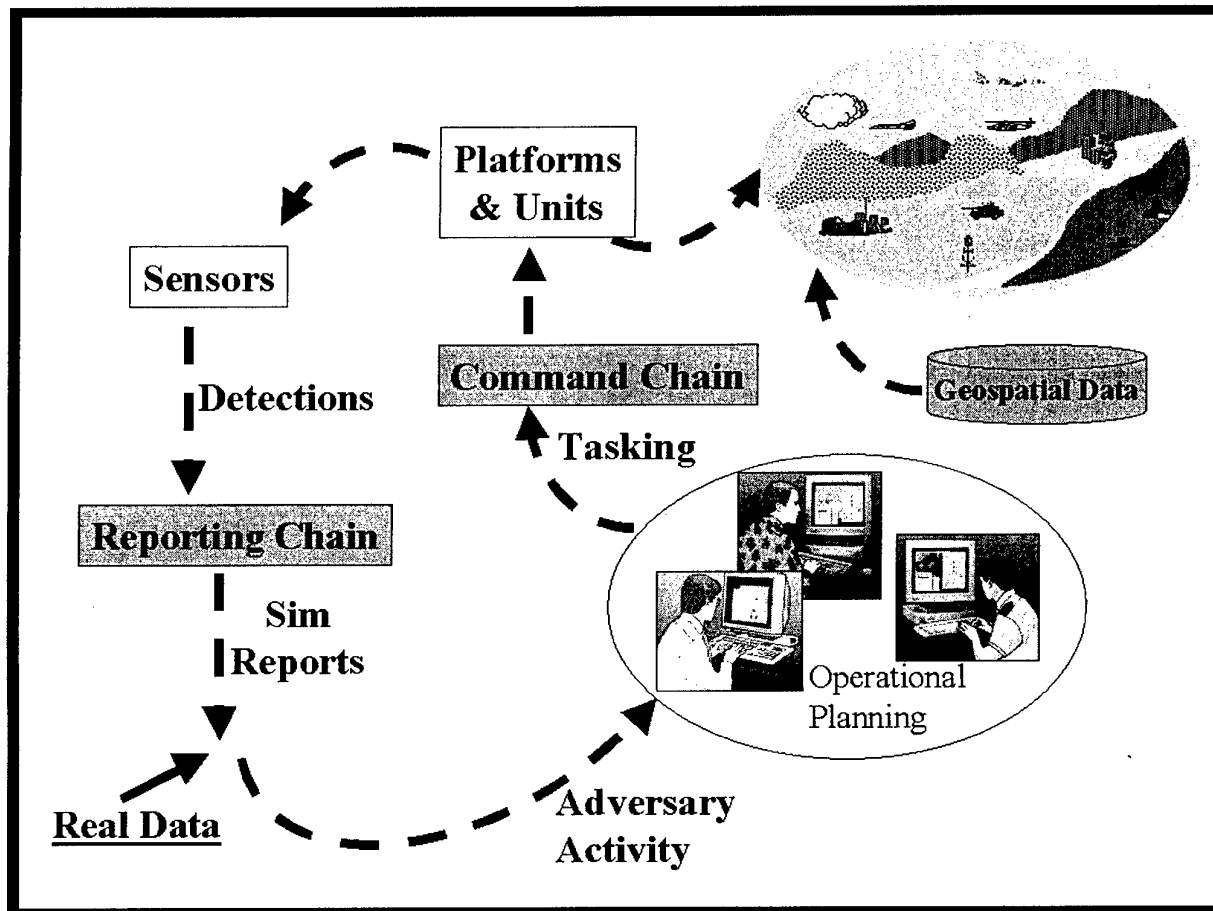 Platforms
& Units
Sensors
Command Chain
Geospatial Data
Detections
Tasking
Reporting Chain
Sim
Reports
Operational
Planning
Real Data
Adversary
Activity